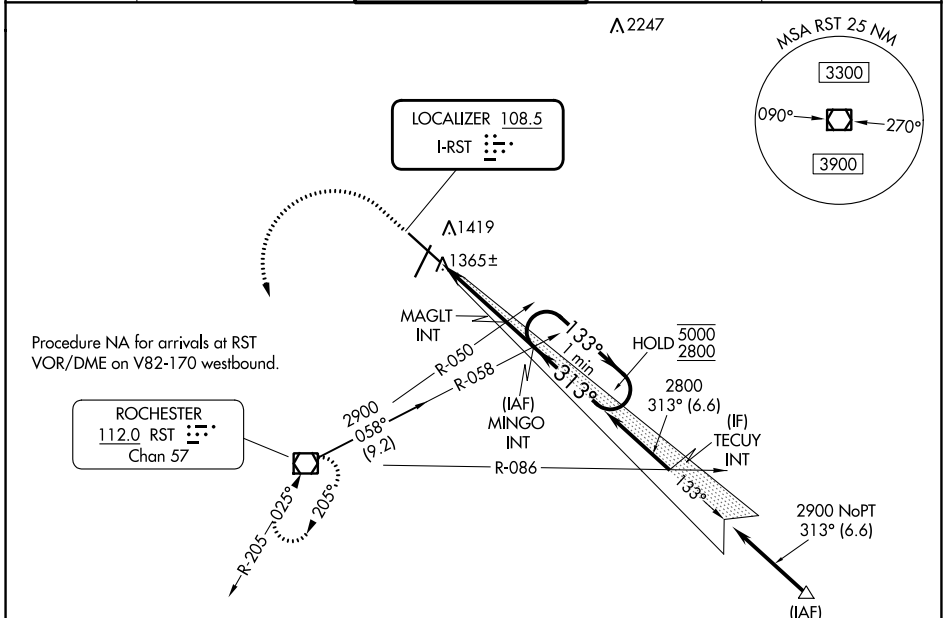 2247
MSA RST 25 NM
3300
090°
270°
3900
LOCALIZER 108.5
I-RST
1419
1365±
MAGLT
INT
Procedure NA for arrivals at RST
VOR/DME on V82-170 westbound.
R-050
R-058
133°
1 min
313°
HOLD
5000
2800
(IAF)
MINGO
INT
2800
313° (6.6)
(IF)
TECUY
INT
ROCHESTER
112.0 RST
Chan 57
2900
058°
(9.2)
R-086
133°
R-205
025°
205°
2900 NoPT
313° (6.6)
(IAF)